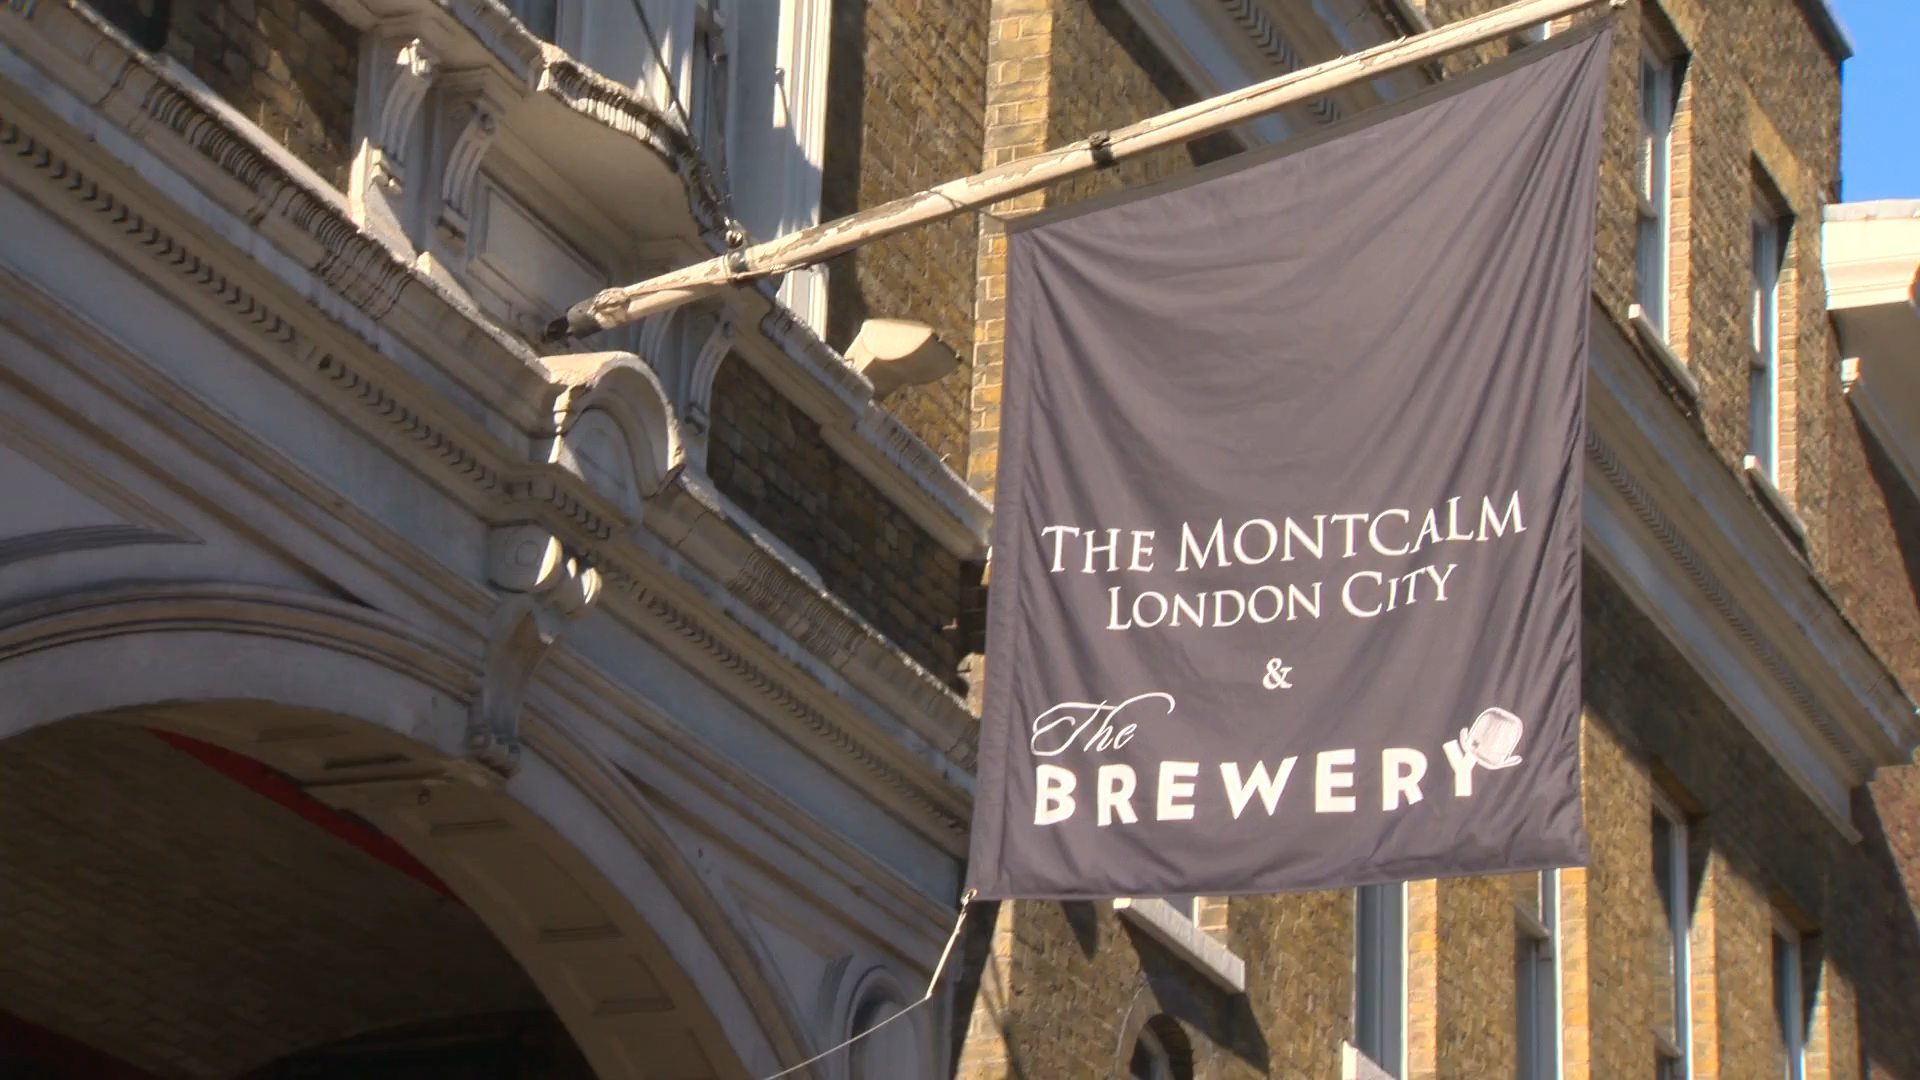 THE MONTCALM
LONDON CITY
&
The
BREWERY